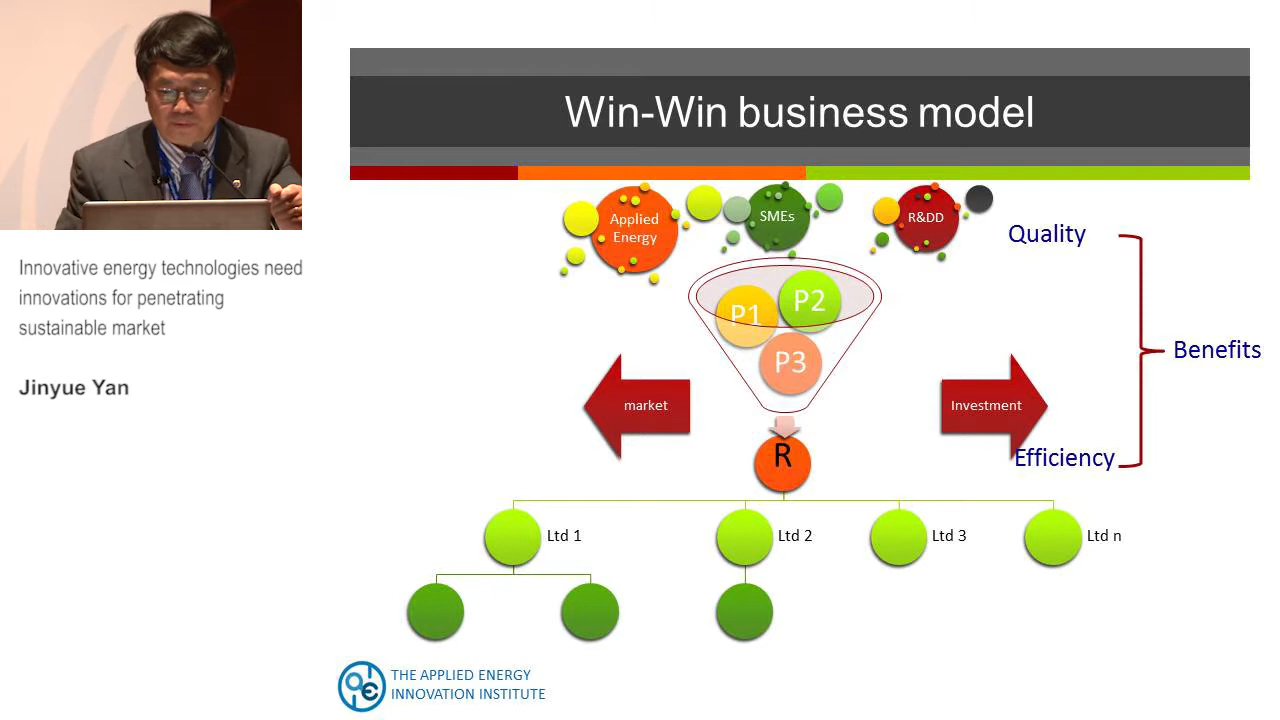 Win-Win business model
Applied
Energy
SMEs
R&DD
Quality
P1
P2
P3
market
Investment
Benefits
R
Efficiency
Ltd 1
Ltd 2
Ltd 3
Ltd n
THE APPLIED ENERGY
INNOVATION INSTITUTE
Innovative energy technologies need
innovations for penetrating
sustainable market
Jinyue Yan